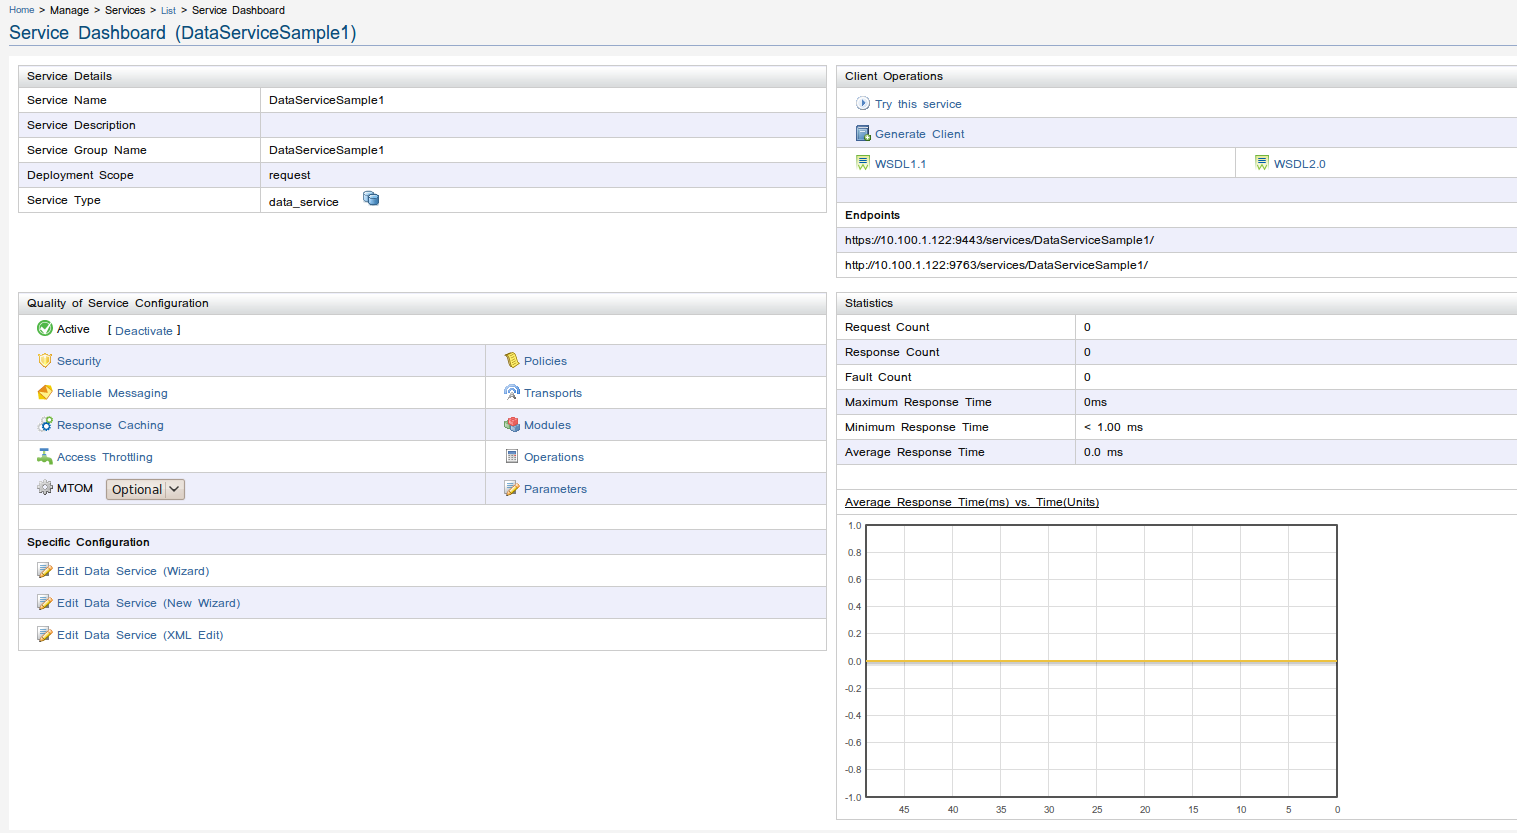 Home > Manage > Services > List > Service Dashboard
Service Dashboard (DataServiceSample1)
Service Details
Service Name DataServiceSample1
Service Description
Service Group Name DataServiceSample1
Deployment Scope request
Service Type data_service
Client Operations
Try this service
Generate Client
WSDL1.1 WSDL2.0
Endpoints
https://10.100.1.122:9443/services/DataServiceSample1/
http://10.100.1.122:9763/services/DataServiceSample1/
Quality of Service Configuration
Active [ Deactivate ]
Security Policies
Reliable Messaging Transports
Response Caching Modules
Access Throttling Operations
MTOM Optional Parameters
Specific Configuration
Edit Data Service (Wizard)
Edit Data Service (New Wizard)
Edit Data Service (XML Edit)
Statistics
Request Count 0
Response Count 0
Fault Count 0
Maximum Response Time 0ms
Minimum Response Time < 1.00 ms
Average Response Time 0.0 ms
Average Response Time(ms) vs. Time(Units)
1.0
0.8
0.6
0.4
0.2
0.0
-0.2
-0.4
-0.6
-0.8
-1.0
45 40 35 30 25 20 15 10 5 0